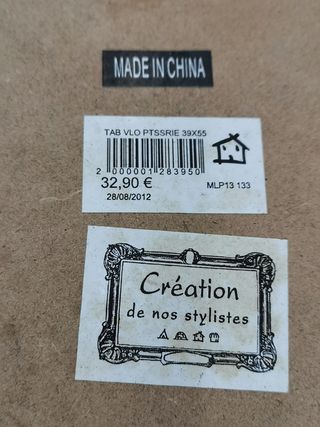 MADE IN CHINA
TAB VLO PTSSRIE 39X55
2 000001 283950
32,90 € MLP13 133
28/08/2012
Création
de nos stylistes